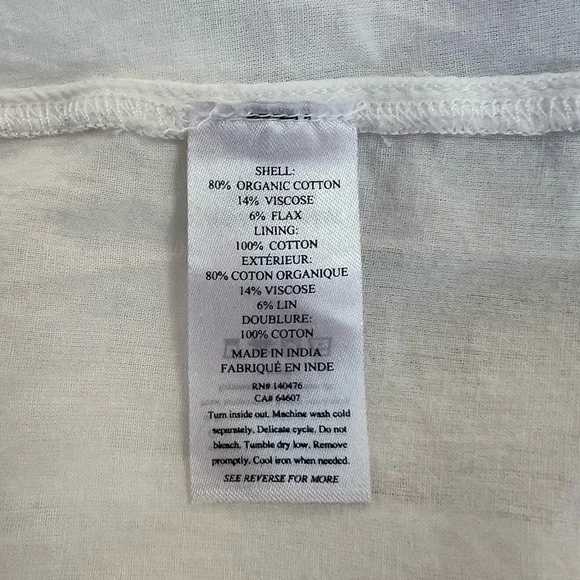 SHELL:
80% ORGANIC COTTON
14% VISCOSE
6% FLAX
LINING:
100% COTTON
EXTÉRIEUR:
80% COTON ORGANIQUE
14% VISCOSE
6% LIN
DOUBLURE:
100% COTON
MADE IN INDIA
FABRIQUÉ EN INDE
RN# 140476
CA# 64607
Turn inside out. Machine wash cold
separately. Delicate cycle. Do not
bleach. Tumble dry low. Remove
promptly. Cool iron when needed.
SEE REVERSE FOR MORE